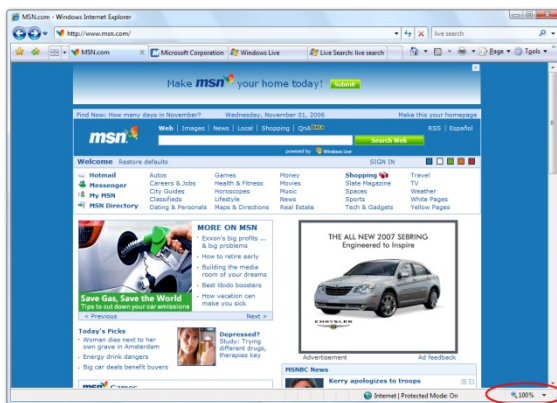 MSN.com - Windows Internet Explorer
http://www.msn.com/
live search
MSN.com
Microsoft Corporation
Windows Live
Live Search: live search
Page
Tools
Make msn your home today!
Submit
Find Now: How many days in November?
Wednesday, November 01, 2006
Make this your homepage
msn
Web | Images | News | Local | Shopping | QnA Beta
RSS | Español
Search Web
powered by Windows Live
Welcome Restore defaults
SIGN IN
Hotmail
Messenger
My MSN
MSN Directory
Autos
Careers & Jobs
City Guides
Classifieds
Dating & Personals
Games
Health & Fitness
Horoscopes
Lifestyle
Maps & Directions
Money
Movies
Music
News
Real Estate
Shopping
Slate Magazine
Spaces
Sports
Tech & Gadgets
Travel
TV
Weather
White Pages
Yellow Pages
Save Gas, Save the World
Tips to cut down your car emissions
< Previous
Next >
MORE ON MSN
Exxon's big profits ...
& big problems
How to retire early
Building the media
room of your dreams
Best libido boosters
How vacation can
make you sick
THE ALL NEW 2007 SEBRING
Engineered to Inspire
CHRYSLER
Advertisement
Ad feedback
Today's Picks
Woman dies next to her
own grave in Amsterdam
Energy drink dangers
Big car deals benefit buyers
Depressed?
Study: Trying
different drugs,
therapies key
MSN Games
MSNBC News
Kerry apologizes to troops
Internet | Protected Mode: On
100%